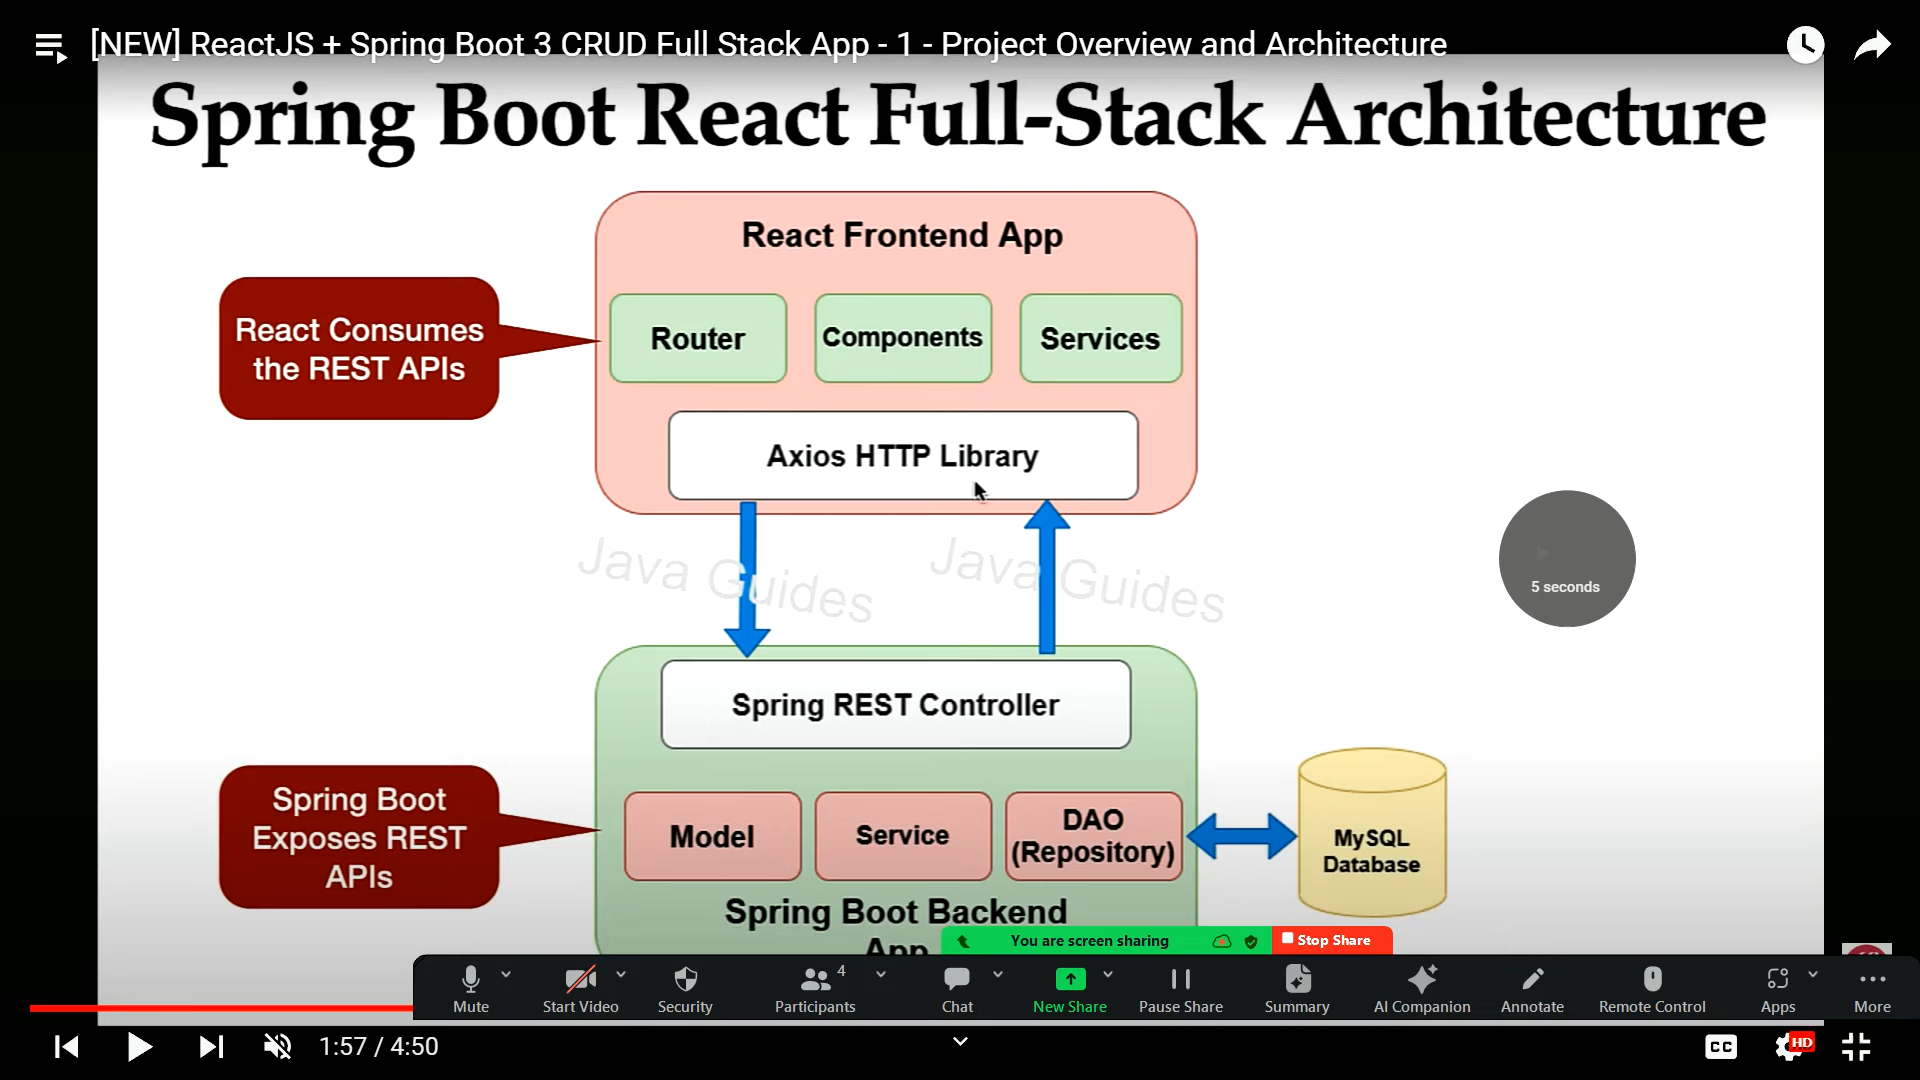 [NEW] ReactJS + Spring Boot 3 CRUD Full Stack App - 1 - Project Overview and Architecture
Spring Boot React Full-Stack Architecture
React Frontend App
React Consumes
the REST APIs
Router
Components
Services
Axios HTTP Library
Java Guides
Java Guides
5 seconds
Spring REST Controller
Spring Boot
Exposes REST
APIs
Model
Service
DAO
(Repository)
MySQL
Database
Spring Boot Backend
App
You are screen sharing
Stop Share
4
Mute
Start Video
Security
Participants
Chat
New Share
Pause Share
Summary
AI Companion
Annotate
Remote Control
Apps
More
1:57 / 4:50
CC
HD